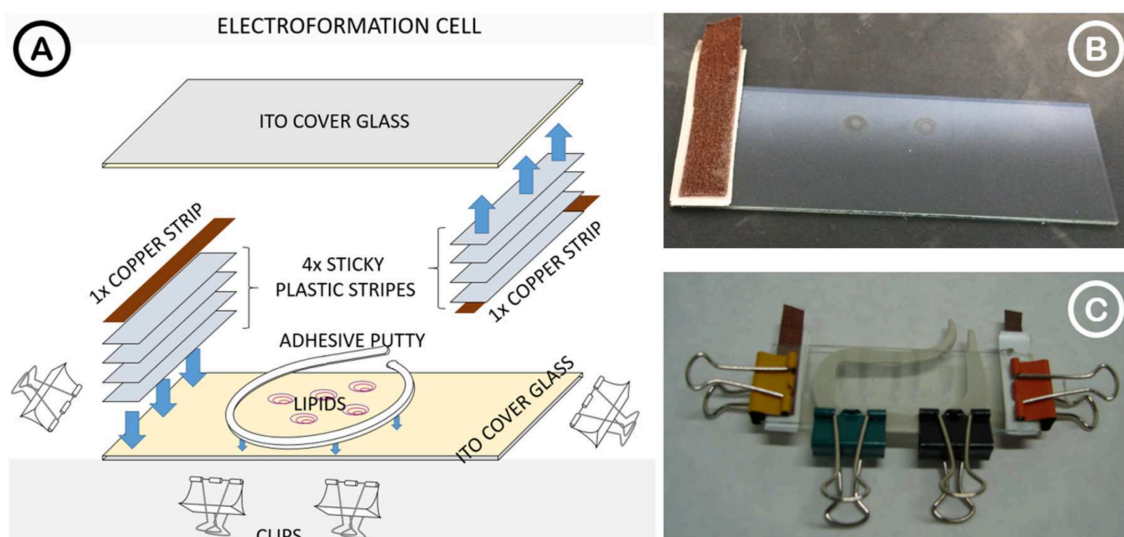 A
ELECTROFORMATION CELL
ITO COVER GLASS
1x COPPER STRIP
4x STICKY
PLASTIC STRIPES
1x COPPER STRIP
ADHESIVE PUTTY
LIPIDS
ITO COVER GLASS
CLIPS
B
C